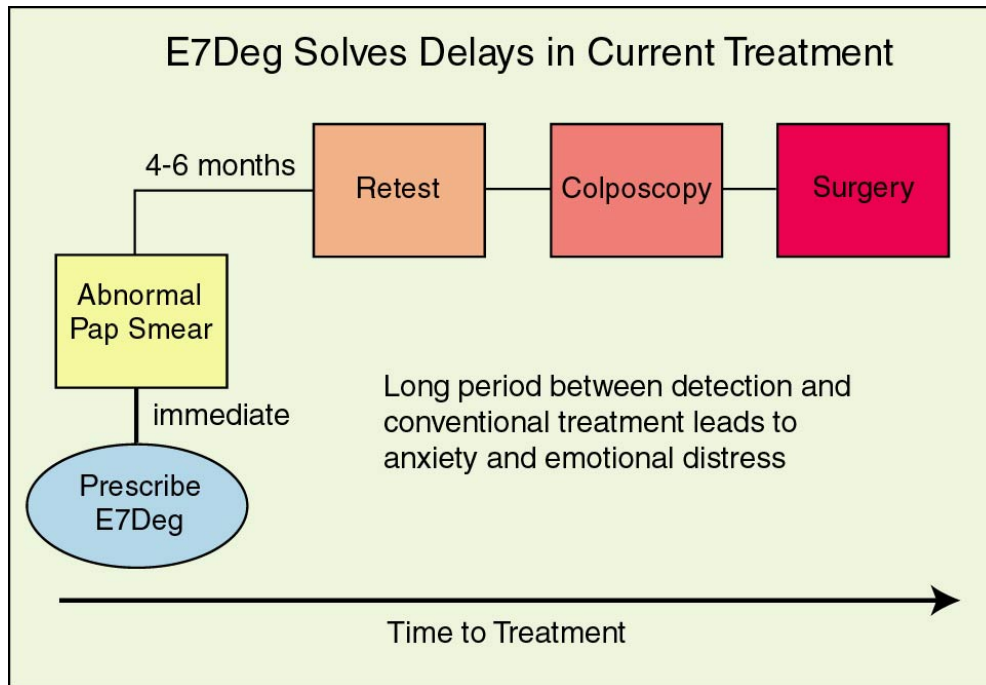 E7Deg Solves Delays in Current Treatment
4-6 months
Retest
Colposcopy
Surgery
Abnormal
Pap Smear
immediate
Prescribe
E7Deg
Long period between detection and
conventional treatment leads to
anxiety and emotional distress
Time to Treatment